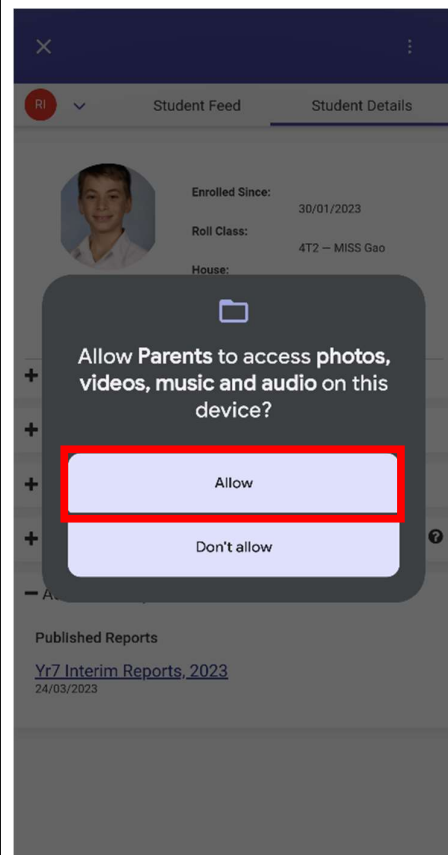 RI
Student Feed
Student Details
Enrolled Since:
30/01/2023
Roll Class:
4T2 – MISS Gao
House:
Allow Parents to access photos,
videos, music and audio on this
device?
Allow
Don't allow
Published Reports
Yr7 Interim Reports, 2023
24/03/2023